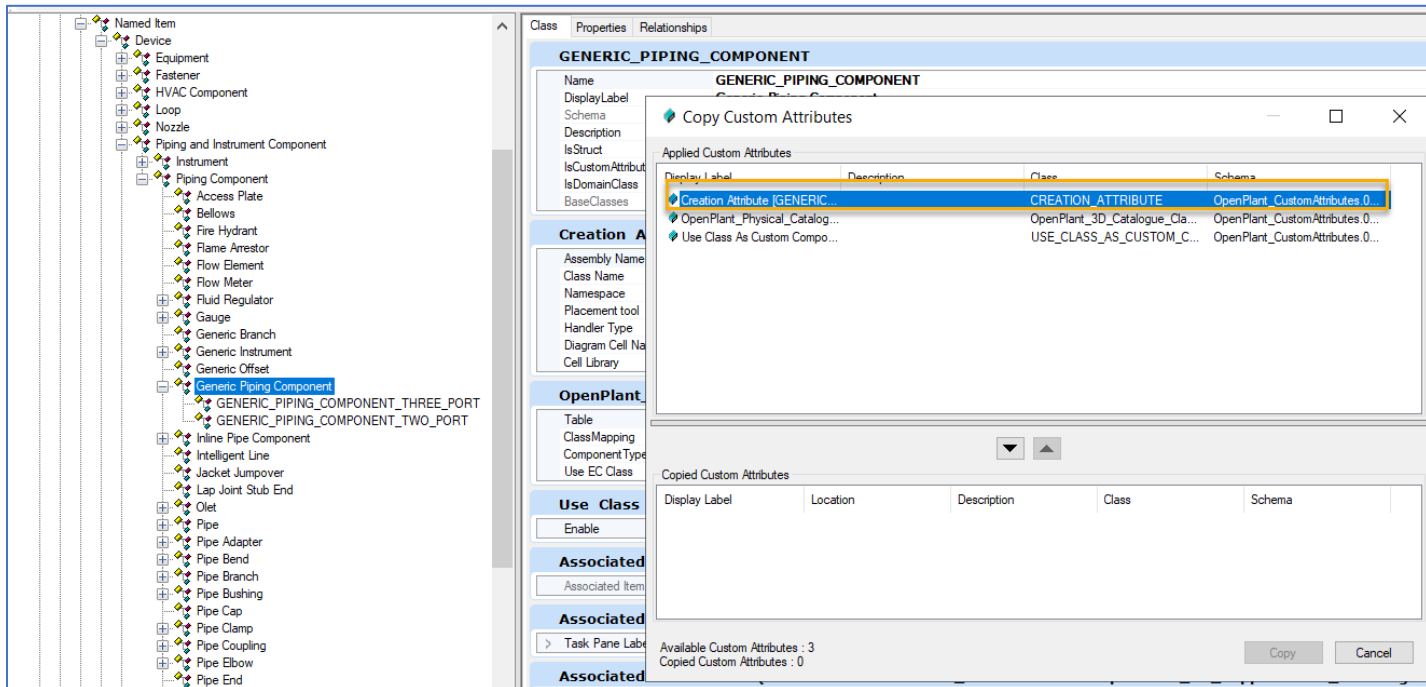 Named Item
Device
Equipment
Fastener
HVAC Component
Loop
Nozzle
Piping and Instrument Component
Instrument
Piping Component
Access Plate
Bellows
Fire Hydrant
Flame Arrestor
Flow Element
Flow Meter
Fluid Regulator
Gauge
Generic Branch
Generic Instrument
Generic Offset
Generic Piping Component
GENERIC_PIPING_COMPONENT_THREE_PORT
GENERIC_PIPING_COMPONENT_TWO_PORT
Inline Pipe Component
Intelligent Line
Jacket Jumpover
Lap Joint Stub End
Olet
Pipe
Pipe Adapter
Pipe Bend
Pipe Branch
Pipe Bushing
Pipe Cap
Pipe Clamp
Pipe Coupling
Pipe Elbow
Pipe End
Class Properties Relationships
GENERIC_PIPING_COMPONENT
Name GENERIC_PIPING_COMPONENT
DisplayLabel Generic Piping Component
Schema
Description
IsStruct
IsCustomAttribut
IsDomainClass
BaseClasses
Creation A
Assembly Name
Class Name
Namespace
Placement tool
Handler Type
Diagram Cell Na
Cell Library
OpenPlant_
Table
ClassMapping
ComponentType
Use EC Class
Use Class
Enable
Associated
Associated Item
Associated
Task Pane Labe
Associated
Copy Custom Attributes
Applied Custom Attributes
Display Label Description Class Schema
Creation Attribute [GENERIC... CREATION_ATTRIBUTE OpenPlant_CustomAttributes.0...
OpenPlant_Physical_Catalog... OpenPlant_3D_Catalogue_Cla... OpenPlant_CustomAttributes.0...
Use Class As Custom Compo... USE_CLASS_AS_CUSTOM_C... OpenPlant_CustomAttributes.0...
Copied Custom Attributes
Display Label Location Description Class Schema
Available Custom Attributes : 3
Copied Custom Attributes : 0
Copy Cancel